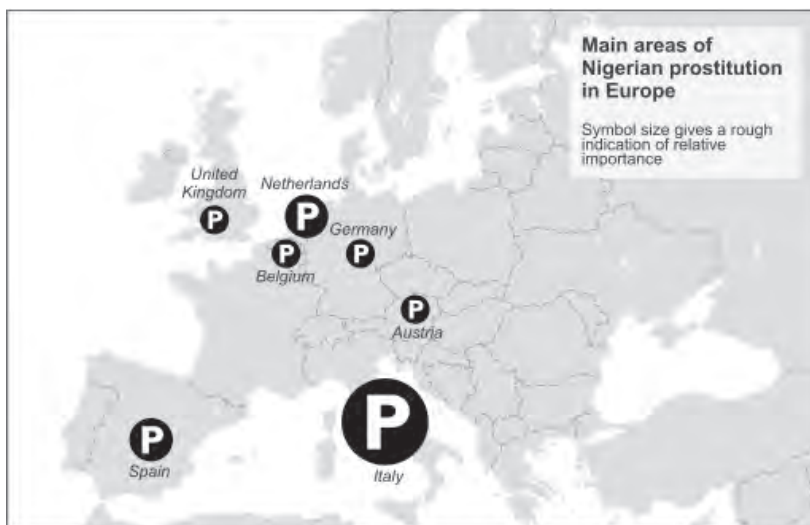 Main areas of
Nigerian prostitution
in Europe
Symbol size gives a rough
indication of relative
importance
United
Kingdom
P
Netherlands
P
Germany
P
P
Belgium
P
Austria
P
Italy
P
Spain